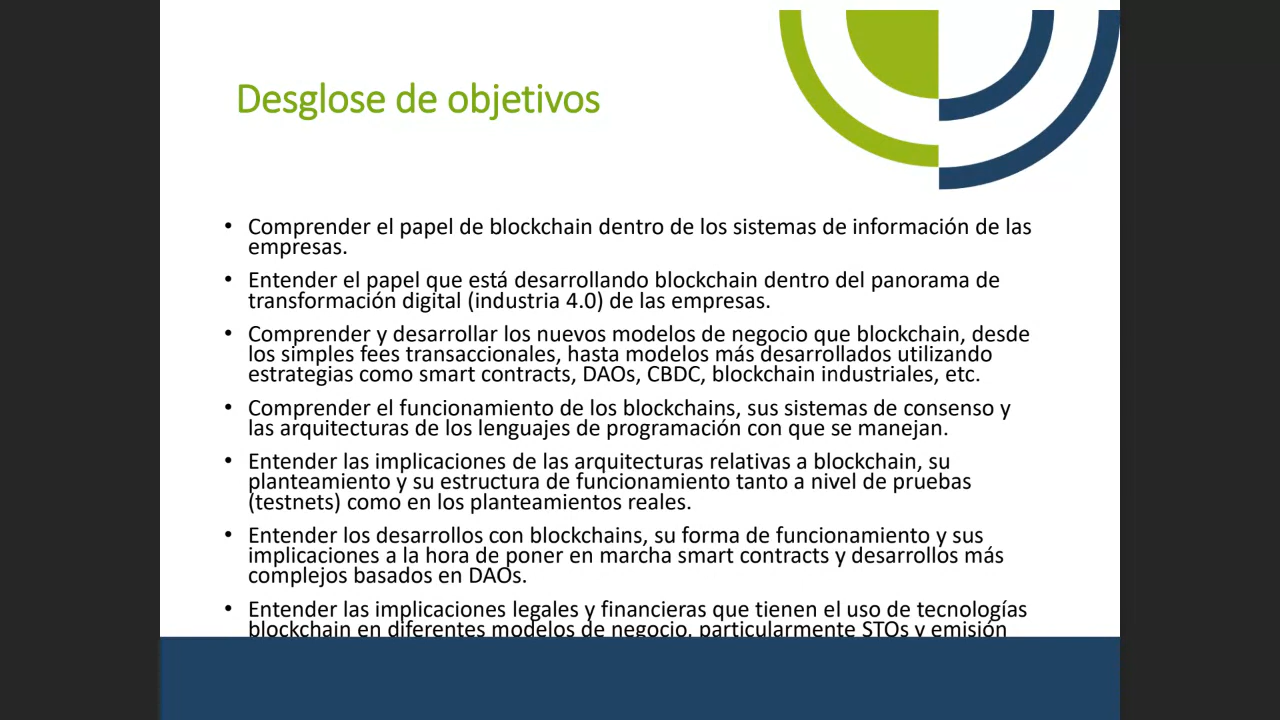 Desglose de objetivos
• Comprender el papel de blockchain dentro de los sistemas de información de las
empresas.
• Entender el papel que está desarrollando blockchain dentro del panorama de
transformación digital (industria 4.0) de las empresas.
• Comprender y desarrollar los nuevos modelos de negocio que blockchain, desde
los simples fees transaccionales, hasta modelos más desarrollados utilizando
estrategias como smart contracts, DAOs, CBDC, blockchain industriales, etc.
• Comprender el funcionamiento de los blockchains, sus sistemas de consenso y
las arquitecturas de los lenguajes de programación con que se manejan.
• Entender las implicaciones de las arquitecturas relativas a blockchain, su
planteamiento y su estructura de funcionamiento tanto a nivel de pruebas
(testnets) como en los planteamientos reales.
• Entender los desarrollos con blockchains, su forma de funcionamiento y sus
implicaciones a la hora de poner en marcha smart contracts y desarrollos más
complejos basados en DAOs.
• Entender las implicaciones legales y financieras que tienen el uso de tecnologías
blockchain en diferentes modelos de negocio, particularmente STOs y emisión